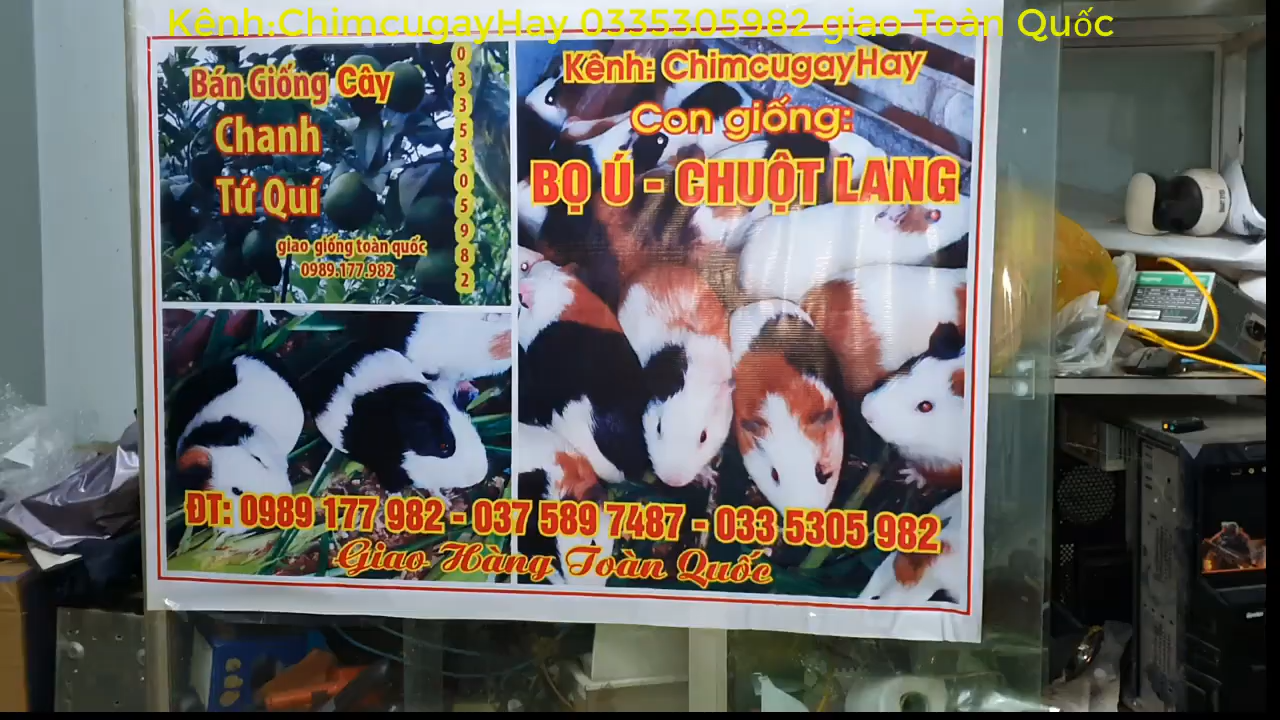 Kênh:ChimcugayHay 0335305982 giao Toàn Quốc
Bán Giống Cây
Chanh
Tứ Quí
giao giống toàn quốc
0989.177.982
0335305982
Kênh: ChimcugayHay
Con giống:
BỌ Ú - CHUỘT LANG
ĐT: 0989 177 982 - 037 589 7487 - 033 5305 982
Giao Hàng Toàn Quốc